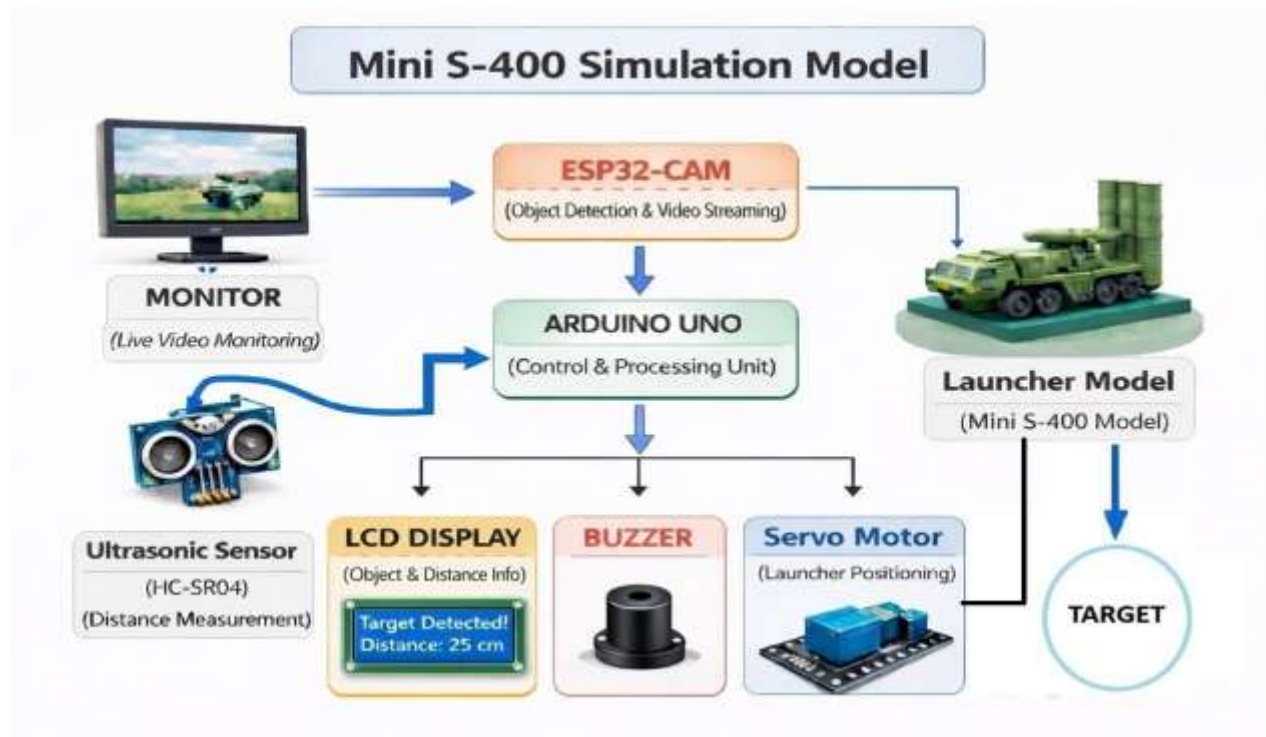 Mini S-400 Simulation Model
ESP32-CAM
(Object Detection & Video Streaming)
MONITOR
(Live Video Monitoring)
ARDUINO UNO
(Control & Processing Unit)
Launcher Model
(Mini S-400 Model)
Ultrasonic Sensor
(HC-SR04)
(Distance Measurement)
LCD DISPLAY
(Object & Distance Info)
Target Detected!
Distance: 25 cm
BUZZER
Servo Motor
(Launcher Positioning)
TARGET